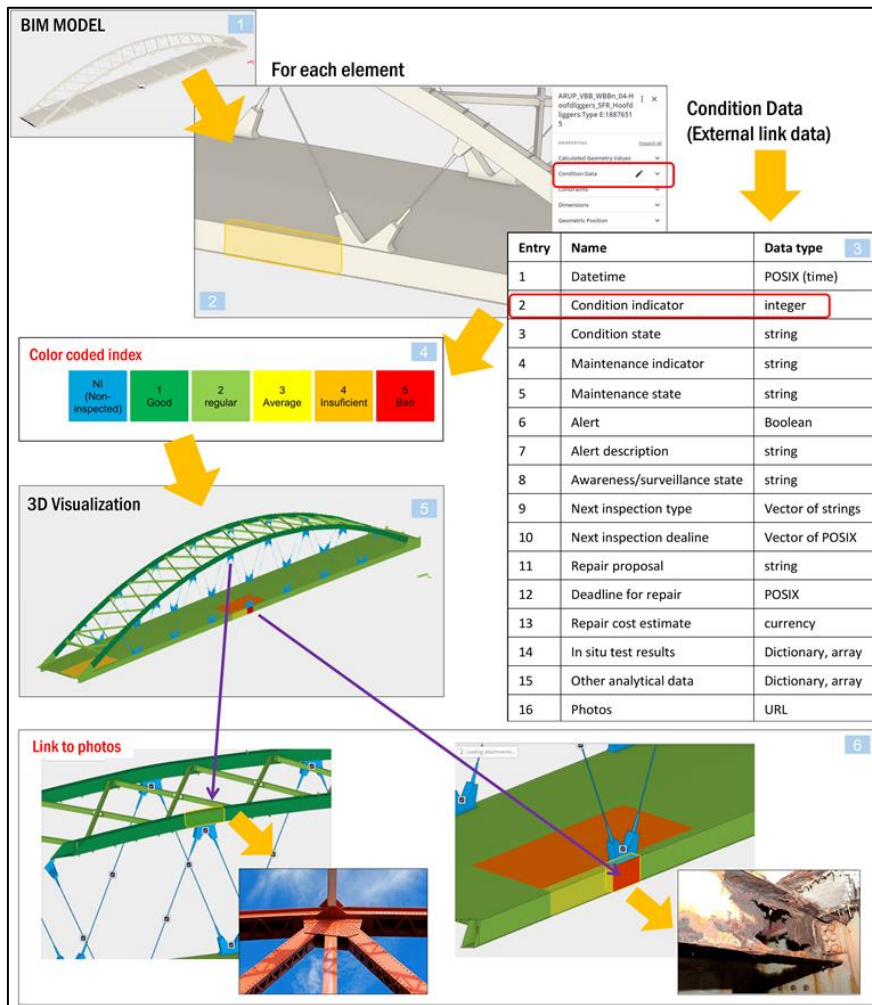 BIM MODEL
1
For each element
2
ARUP_VBB_WBBn_04-H
oofdliggers_SFR_Hoofd
liggers:Type E:1887651
5
PROPERTIES Expand all
Calculated Geometry Values
Condition Data
Constraints
Dimensions
Geometric Position
Condition Data
(External link data)
3
Entry Name Data type
1 Datetime POSIX (time)
2 Condition indicator integer
3 Condition state string
4 Maintenance indicator string
5 Maintenance state string
6 Alert Boolean
7 Alert description string
8 Awareness/surveillance state string
9 Next inspection type Vector of strings
10 Next inspection dealine Vector of POSIX
11 Repair proposal string
12 Deadline for repair POSIX
13 Repair cost estimate currency
14 In situ test results Dictionary, array
15 Other analytical data Dictionary, array
16 Photos URL
Color coded index
4
NI
(Non-
inspected)
1
Good
2
regular
3
Average
4
Insuficient
5
Bad
3D Visualization
5
Link to photos
6
Loading attachments...